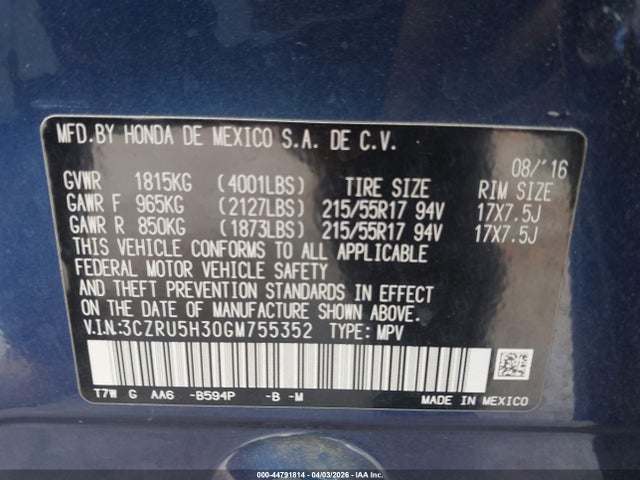 MFD.BY HONDA DE MEXICO S.A. DE C.V.
08/'16
GVWR 1815KG (4001LBS) TIRE SIZE RIM SIZE
GAWR F 965KG (2127LBS) 215/55R17 94V 17X7.5J
GAWR R 850KG (1873LBS) 215/55R17 94V 17X7.5J
THIS VEHICLE CONFORMS TO ALL APPLICABLE
FEDERAL MOTOR VEHICLE SAFETY
AND THEFT PREVENTION STANDARDS IN EFFECT ON
THE DATE OF MANUFACTURE SHOWN ABOVE.
V.I.N.:3CZRU5H30GM755352 TYPE: MPV
T7W G AA6 -B594P -B -M MADE IN MEXICO
000-44791814 - 04/03/2026 - IAA Inc.